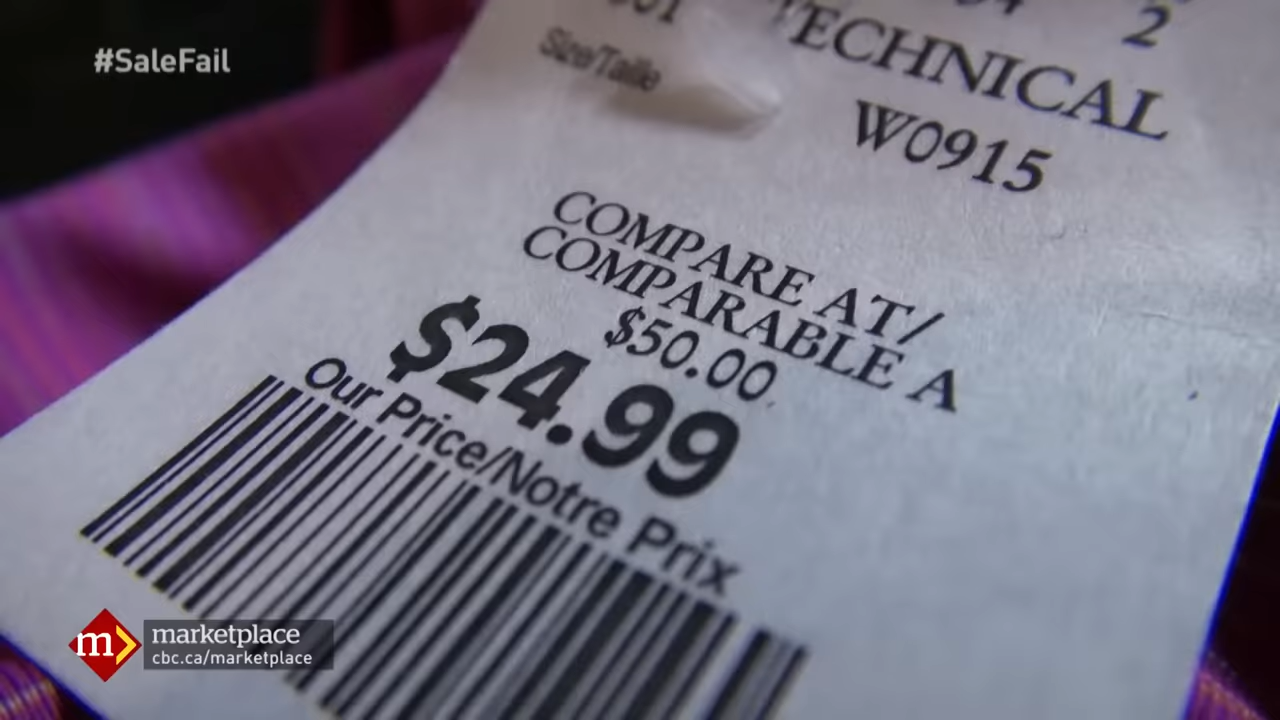 #SaleFail
2
TECHNICAL
Size/Taille
W0915
COMPARE AT/
COMPARABLE A
$50.00
$24.99
Our Price/Notre Prix
m
marketplace
cbc.ca/marketplace